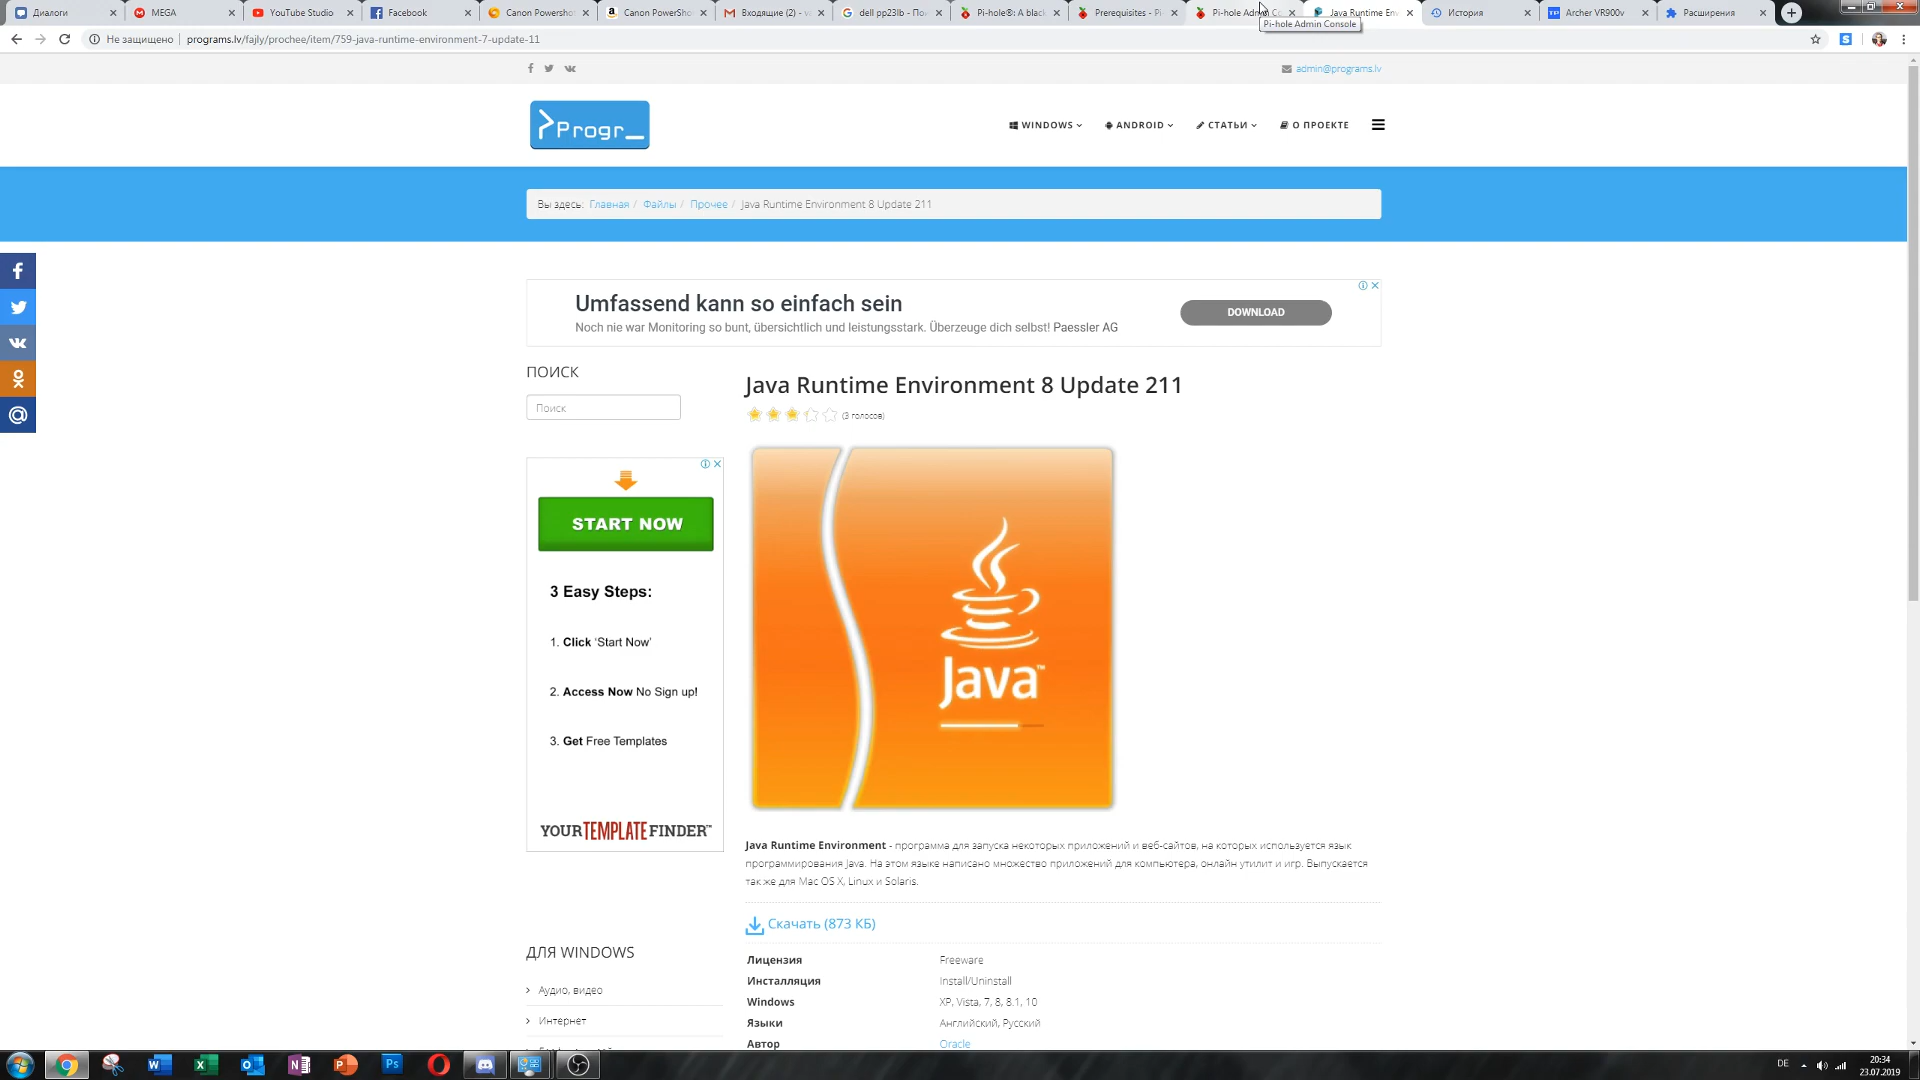 Диалоги
MEGA
YouTube Studio
Facebook
Canon Powersho
Canon PowerSho
Входящие (2) - v
dell pp23lb - По
Pi-hole®: A blac
Prerequisites - Pi
Pi-hole Admin Co
Java Runtime Env
История
Archer VR900v
Расширения
Pi-hole Admin Console
Не защищено
programs.lv/fajly/prochee/item/759-java-runtime-environment-7-update-11
admin@programs.lv
Progr_
WINDOWS
ANDROID
СТАТЬИ
О ПРОЕКТЕ
Вы здесь: Главная / Файлы / Прочее / Java Runtime Environment 8 Update 211
Umfassend kann so einfach sein
Noch nie war Monitoring so bunt, übersichtlich und leistungsstark. Überzeuge dich selbst! Paessler AG
DOWNLOAD
ПОИСК
Поиск
START NOW
3 Easy Steps:
1. Click ‘Start Now’
2. Access Now No Sign up!
3. Get Free Templates
YOURTEMPLATEFINDER™
Java Runtime Environment 8 Update 211
(3 голосов)
Java™
Java Runtime Environment - программа для запуска некоторых приложений и веб-сайтов, на которых используется язык
программирования Java. На этом языке написано множество приложений для компьютера, онлайн утилит и игр. Выпускается
так же для Mac OS X, Linux и Solaris.
Скачать (873 КБ)
Лицензия Freeware
Инсталляция Install/Uninstall
Windows XP, Vista, 7, 8, 8.1, 10
Языки Английский, Русский
Автор Oracle
ДЛЯ WINDOWS
Аудио, видео
Интернет
DE
20:34
23.07.2019